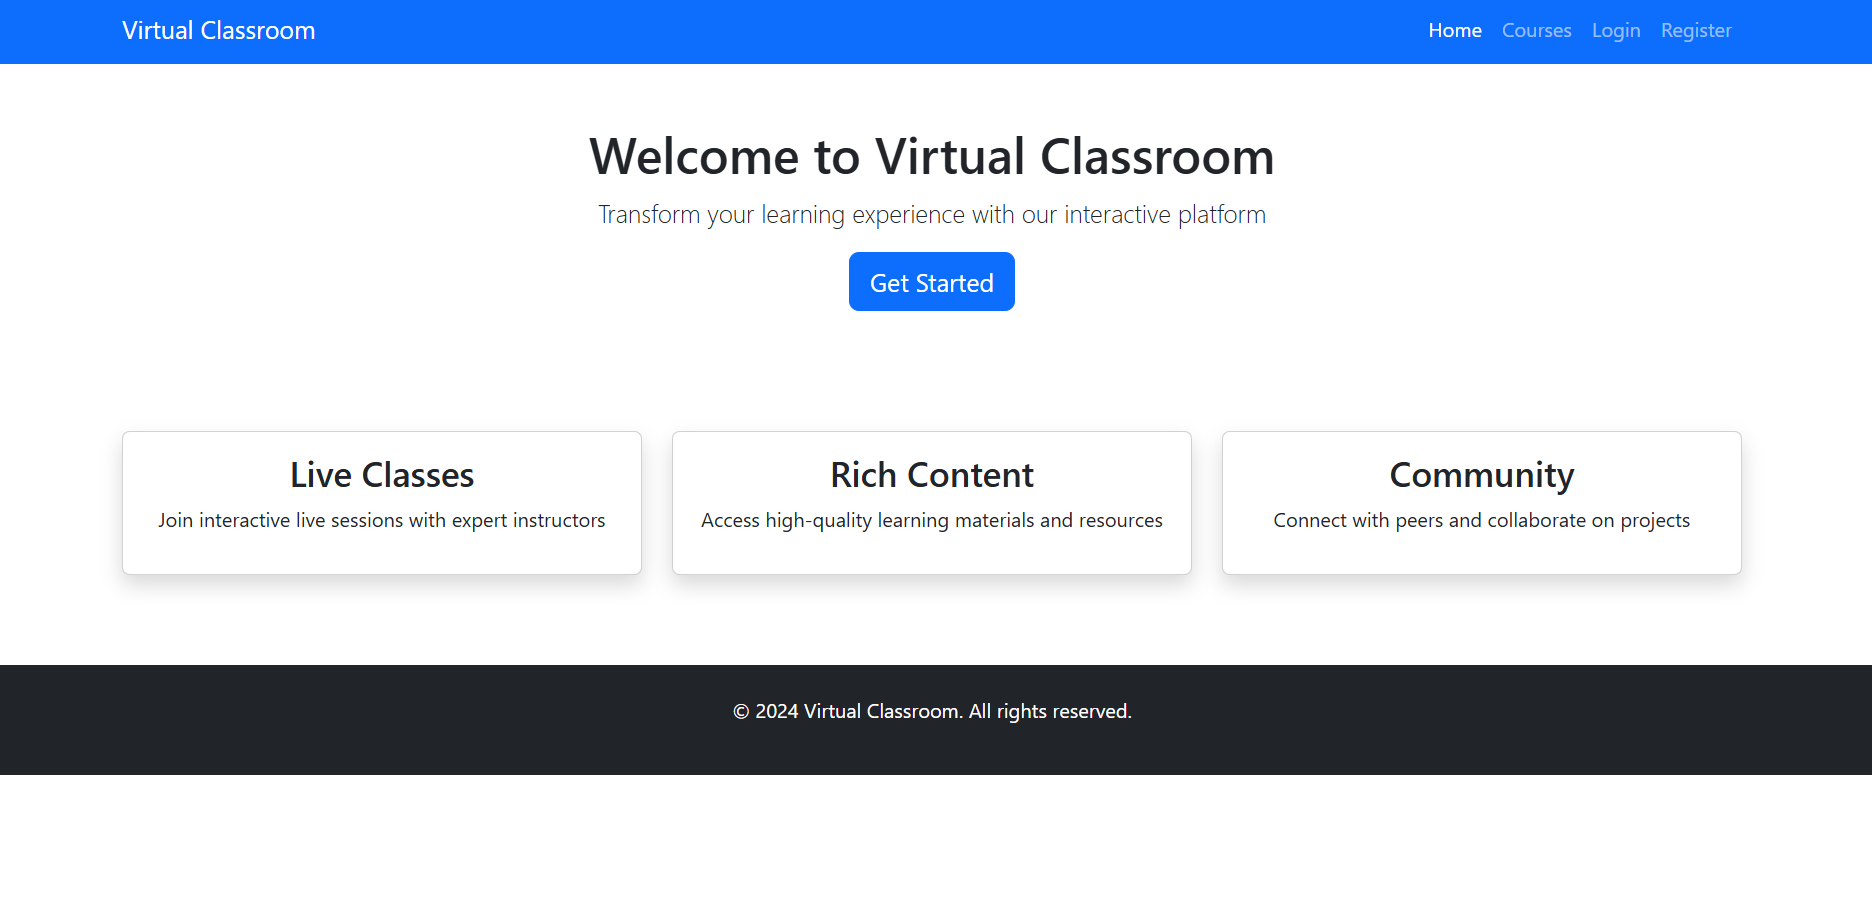 Virtual Classroom
Home Courses Login Register
Welcome to Virtual Classroom
Transform your learning experience with our interactive platform
Get Started
Live Classes
Join interactive live sessions with expert instructors
Rich Content
Access high-quality learning materials and resources
Community
Connect with peers and collaborate on projects
© 2024 Virtual Classroom. All rights reserved.